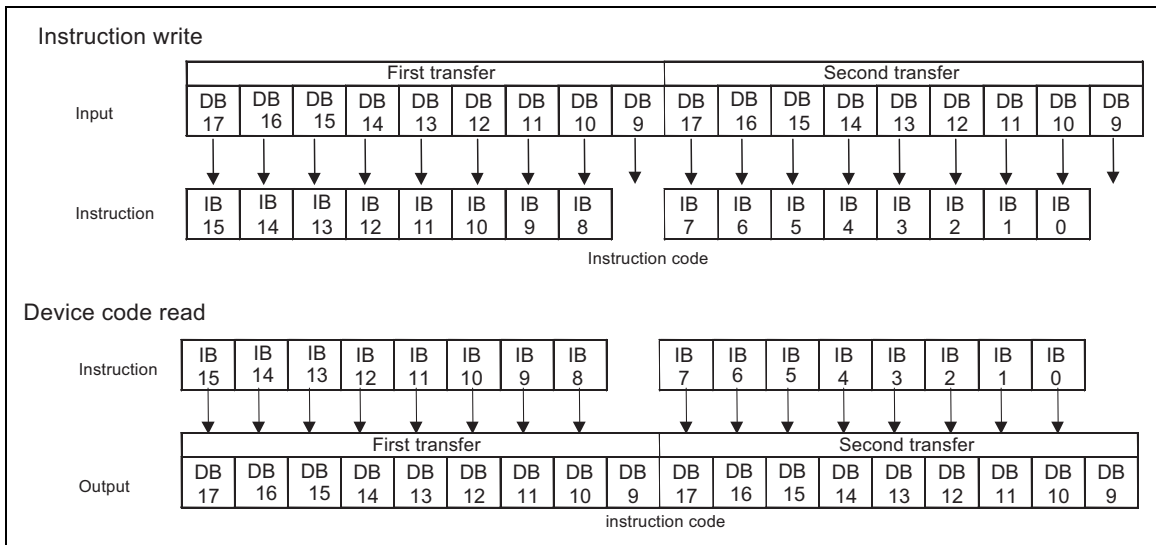 Instruction write
First transfer Second transfer
Input
DB 17 DB 16 DB 15 DB 14 DB 13 DB 12 DB 11 DB 10 DB 9 DB 17 DB 16 DB 15 DB 14 DB 13 DB 12 DB 11 DB 10 DB 9
Instruction
IB 15 IB 14 IB 13 IB 12 IB 11 IB 10 IB 9 IB 8 IB 7 IB 6 IB 5 IB 4 IB 3 IB 2 IB 1 IB 0
Instruction code
Device code read
Instruction
IB 15 IB 14 IB 13 IB 12 IB 11 IB 10 IB 9 IB 8 IB 7 IB 6 IB 5 IB 4 IB 3 IB 2 IB 1 IB 0
First transfer Second transfer
Output
DB 17 DB 16 DB 15 DB 14 DB 13 DB 12 DB 11 DB 10 DB 9 DB 17 DB 16 DB 15 DB 14 DB 13 DB 12 DB 11 DB 10 DB 9
instruction code